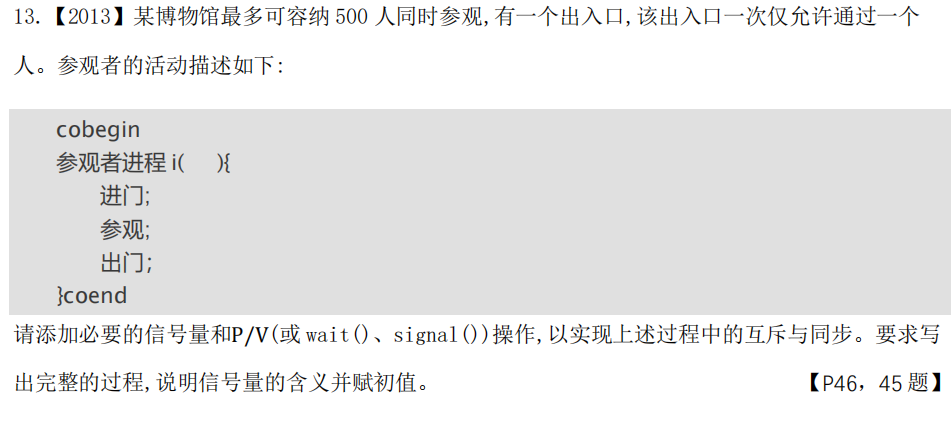 13.【2013】某博物馆最多可容纳 500 人同时参观,有一个出入口,该出入口一次仅允许通过一个
人。参观者的活动描述如下:
cobegin
参观者进程 i( ){
进门;
参观;
出门;
}coend
请添加必要的信号量和P/V(或 wait()、signal())操作,以实现上述过程中的互斥与同步。要求写
出完整的过程,说明信号量的含义并赋初值。 【P46，45 题】